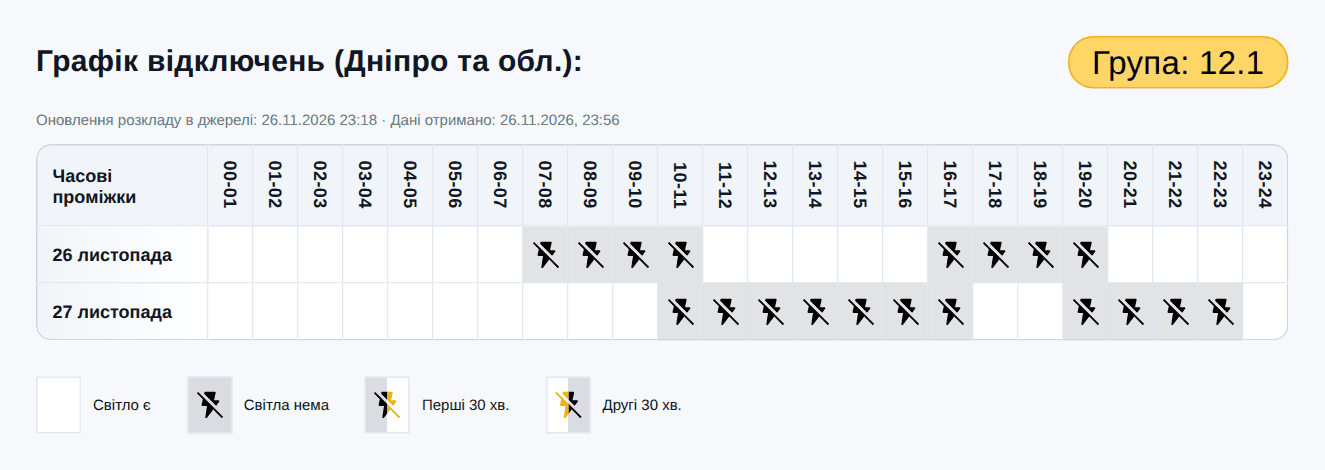 Графік відключень (Дніпро та обл.):
Група: 12.1
Оновлення розкладу в джерелі: 26.11.2026 23:18 · Дані отримано: 26.11.2026, 23:56
Часові
проміжки
00-01
01-02
02-03
03-04
04-05
05-06
06-07
07-08
08-09
09-10
10-11
11-12
12-13
13-14
14-15
15-16
16-17
17-18
18-19
19-20
20-21
21-22
22-23
23-24
26 листопада
27 листопада
Світло є
Світла нема
Перші 30 хв.
Другі 30 хв.